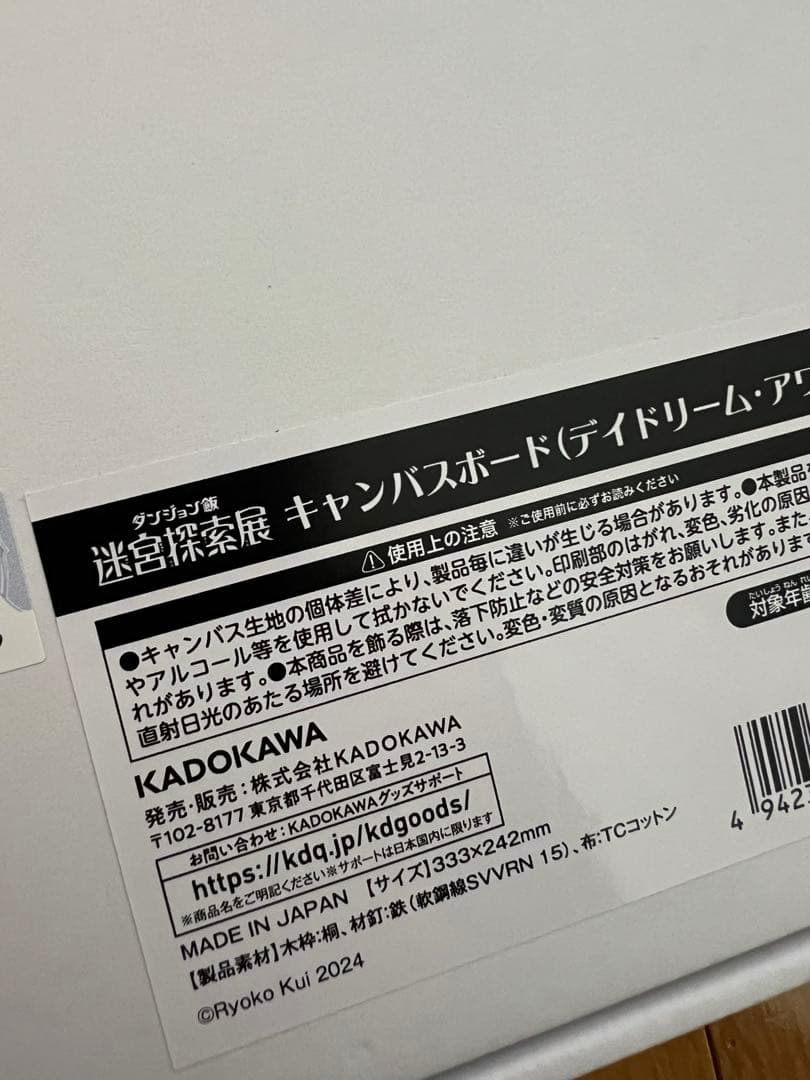 ダンジョン飯
迷宮探索展 キャンバスボード(デイドリーム・アワ
⚠使用上の注意 ※ご使用前に必ずお読みください
●キャンバス生地の個体差により、製品毎に違いが生じる場合があります。●本製品を
やアルコール等を使用して拭かないでください。印刷部のはがれ、変色、劣化の原因
れがあります。●本商品を飾る際は、落下防止などの安全対策をお願いします。また
直射日光のあたる場所を避けてください。変色・変質の原因となるおそれがあります
たいしょうねん
対象年齢
KADOKAWA
発売・販売：株式会社KADOKAWA
〒102-8177 東京都千代田区富士見2-13-3
お問い合わせ：KADOKAWAグッズサポート
https://kdq.jp/kdgoods/
※商品名をご明記ください※サポートは日本国内に限ります
MADE IN JAPAN 【サイズ】333×242mm
【製品素材】木枠:桐、材釘:鉄(軟鋼線SVVRN 15)、布:TCコットン
©Ryoko Kui 2024
4 9427